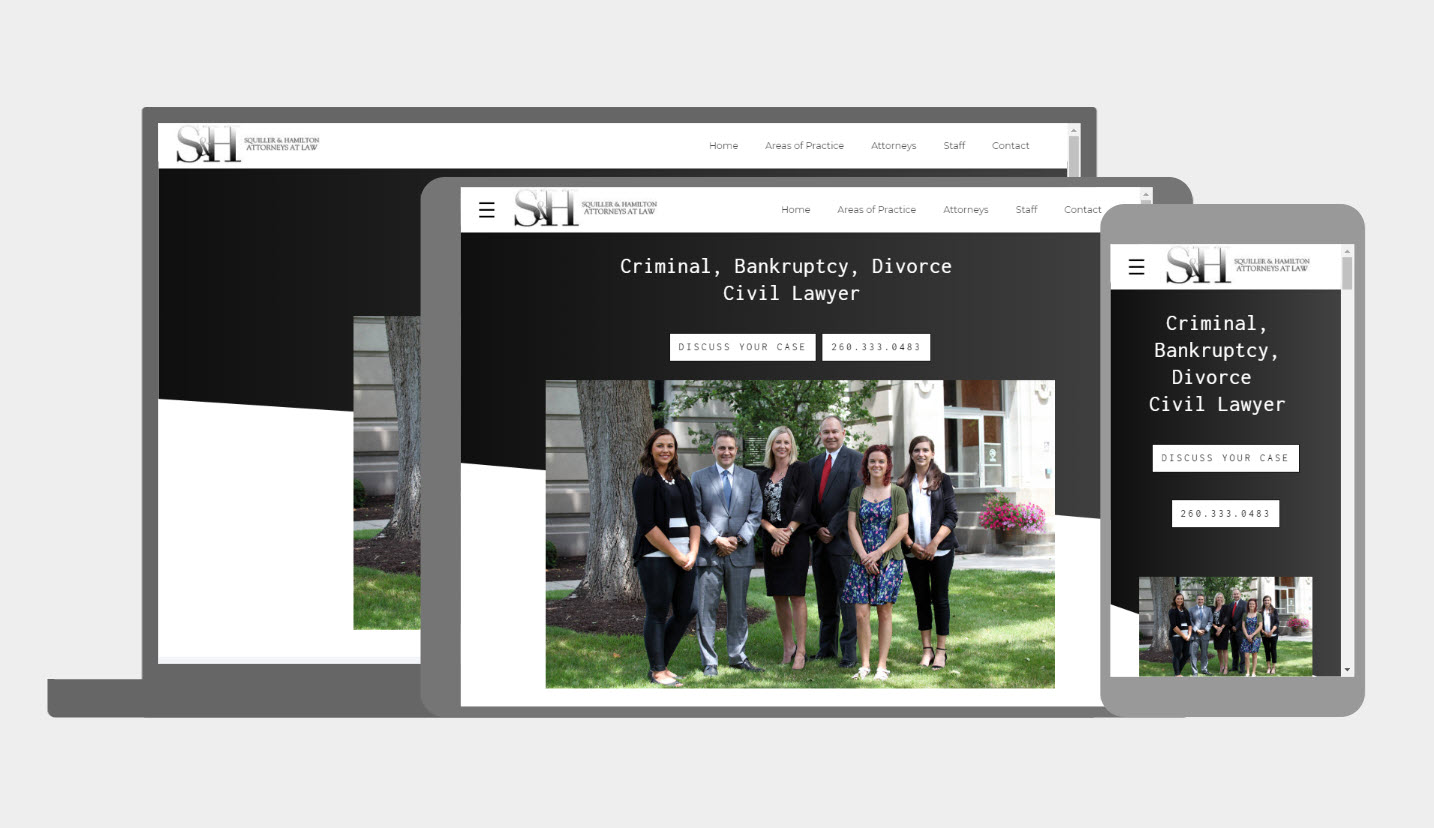 S&H
SQUILLER & HAMILTON
ATTORNEYS AT LAW
Home Areas of Practice Attorneys Staff Contact
S&H
SQUILLER & HAMILTON
ATTORNEYS AT LAW
Home Areas of Practice Attorneys Staff Contact
Criminal, Bankruptcy, Divorce
Civil Lawyer
DISCUSS YOUR CASE 260.333.0483
S&H
SQUILLER & HAMILTON
ATTORNEYS AT LAW
Criminal,
Bankruptcy,
Divorce
Civil Lawyer
DISCUSS YOUR CASE
260.333.0483